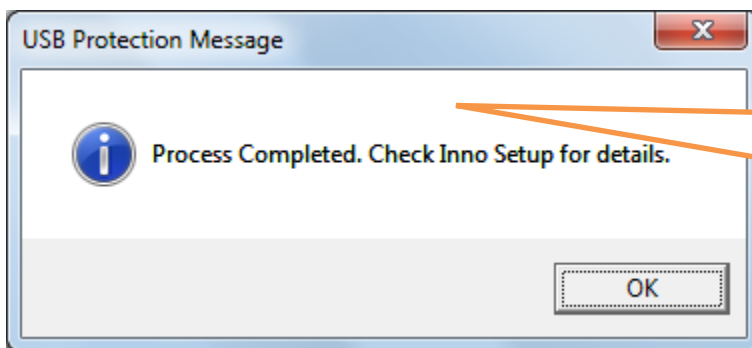 USB Protection Message
Process Completed. Check Inno Setup for details.
OK